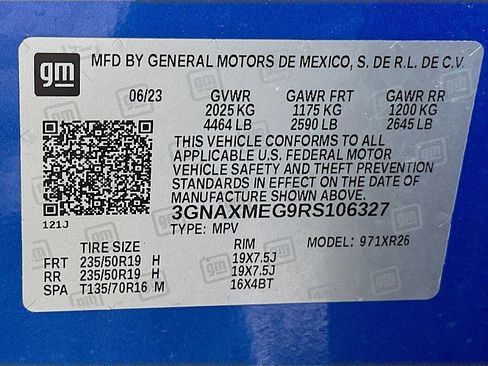 gm MFD BY GENERAL MOTORS DE MEXICO, S. DE R.L. DE C.V.
06/23 GVWR GAWR FRT GAWR RR
2025 KG 1175 KG 1200 KG
4464 LB 2590 LB 2645 LB
THIS VEHICLE CONFORMS TO ALL
APPLICABLE U.S. FEDERAL MOTOR
VEHICLE SAFETY AND THEFT PREVENTION
STANDARDS IN EFFECT ON THE DATE OF
MANUFACTURE SHOWN ABOVE.
3GNAXMEG9RS106327
121J TYPE: MPV
TIRE SIZE RIM MODEL: 971XR26
FRT 235/50R19 H 19X7.5J
RR 235/50R19 H 19X7.5J
SPA T135/70R16 M 16X4BT